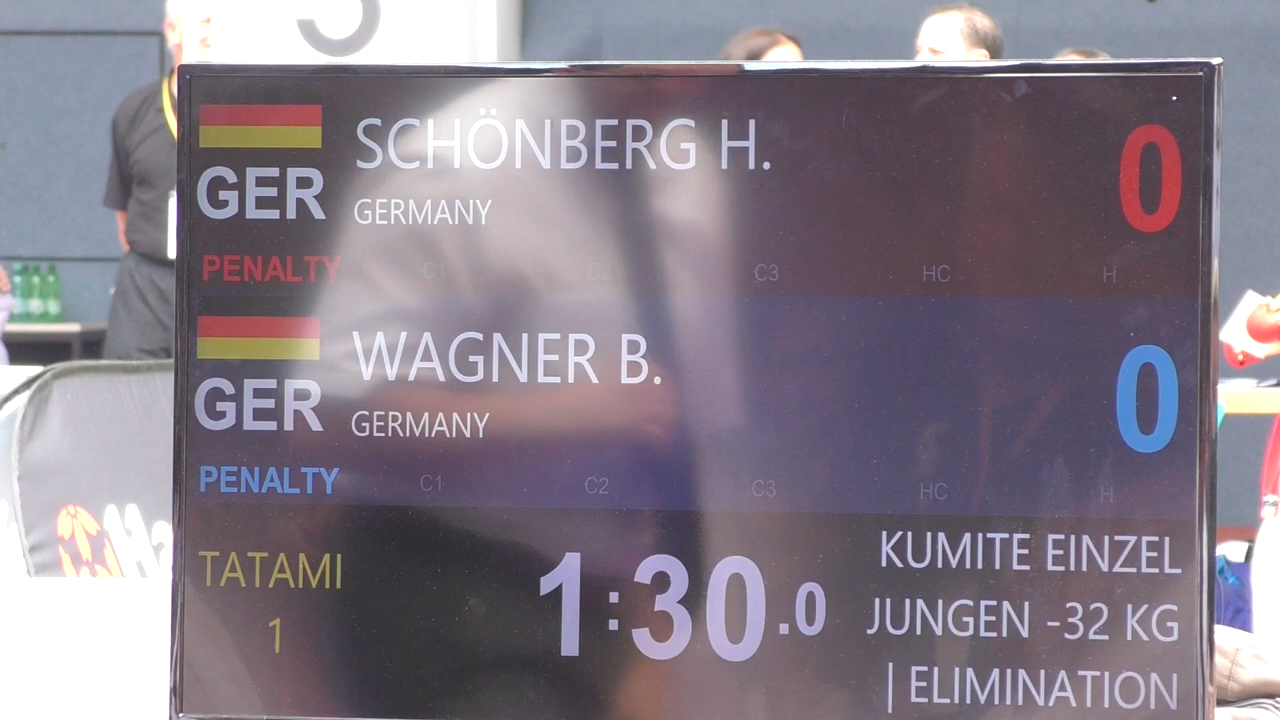 SCHÖNBERG H.
GER
GERMANY
0
PENALTY C1 C2 C3 HC H
WAGNER B.
GER
GERMANY
0
PENALTY C1 C2 C3 HC H
TATAMI
1
1:30.0
KUMITE EINZEL
JUNGEN -32 KG
| ELIMINATION